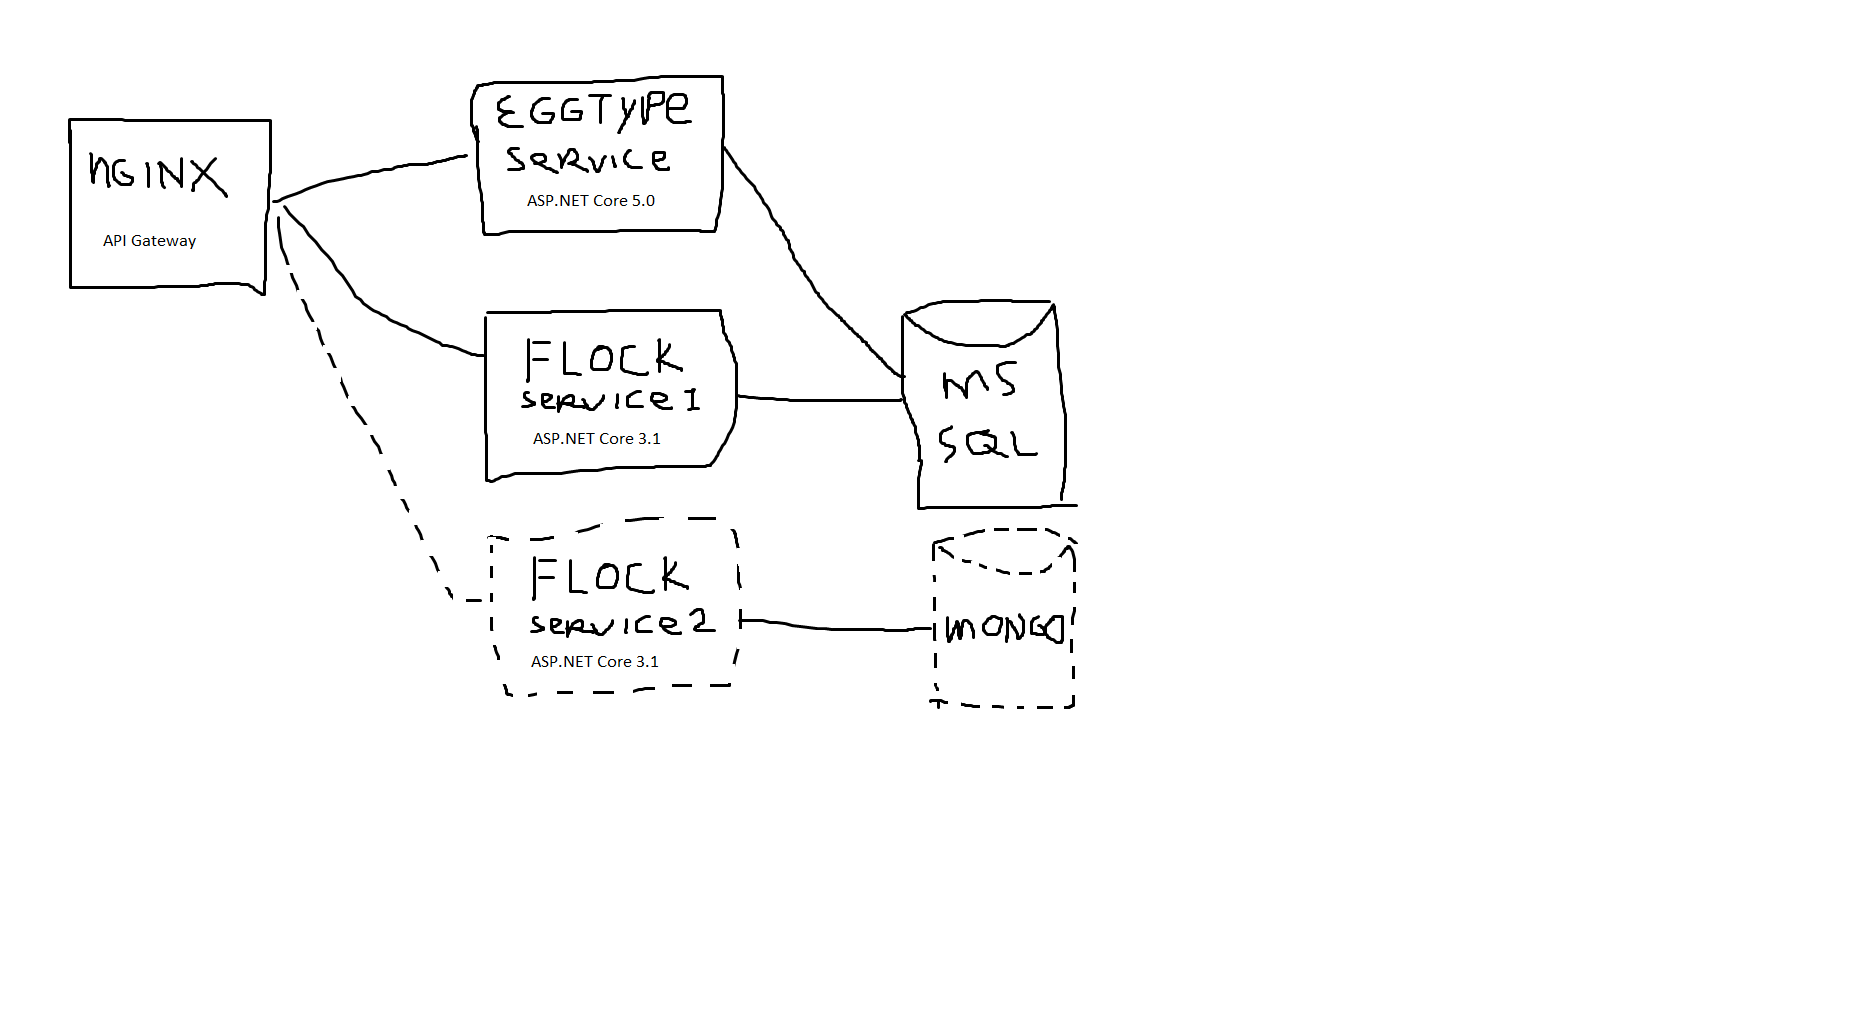 NGINX
API Gateway
EGGTYPE
SERVICE
ASP.NET Core 5.0
FLOCK
SERVICE 1
ASP.NET Core 3.1
FLOCK
SERVICE 2
ASP.NET Core 3.1
MS
SQL
MONGO